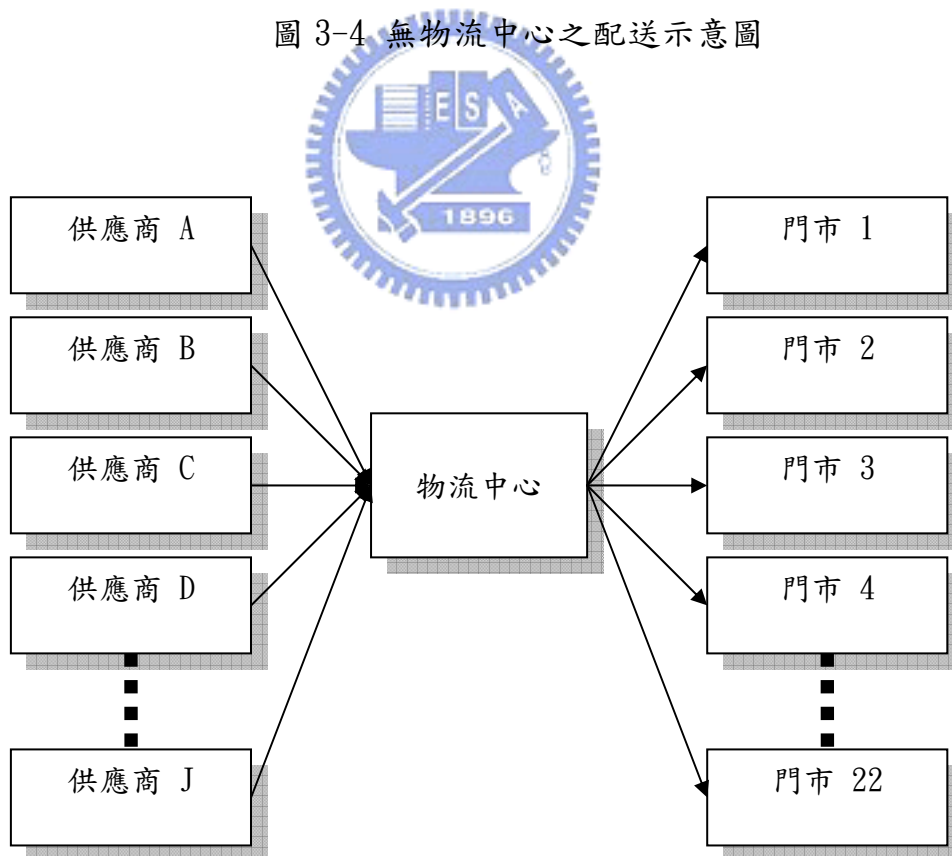 圖 3-4 無物流中心之配送示意圖
E S A
1896
供應商 A
供應商 B
供應商 C
供應商 D
供應商 J
物流中心
門市 1
門市 2
門市 3
門市 4
門市 22